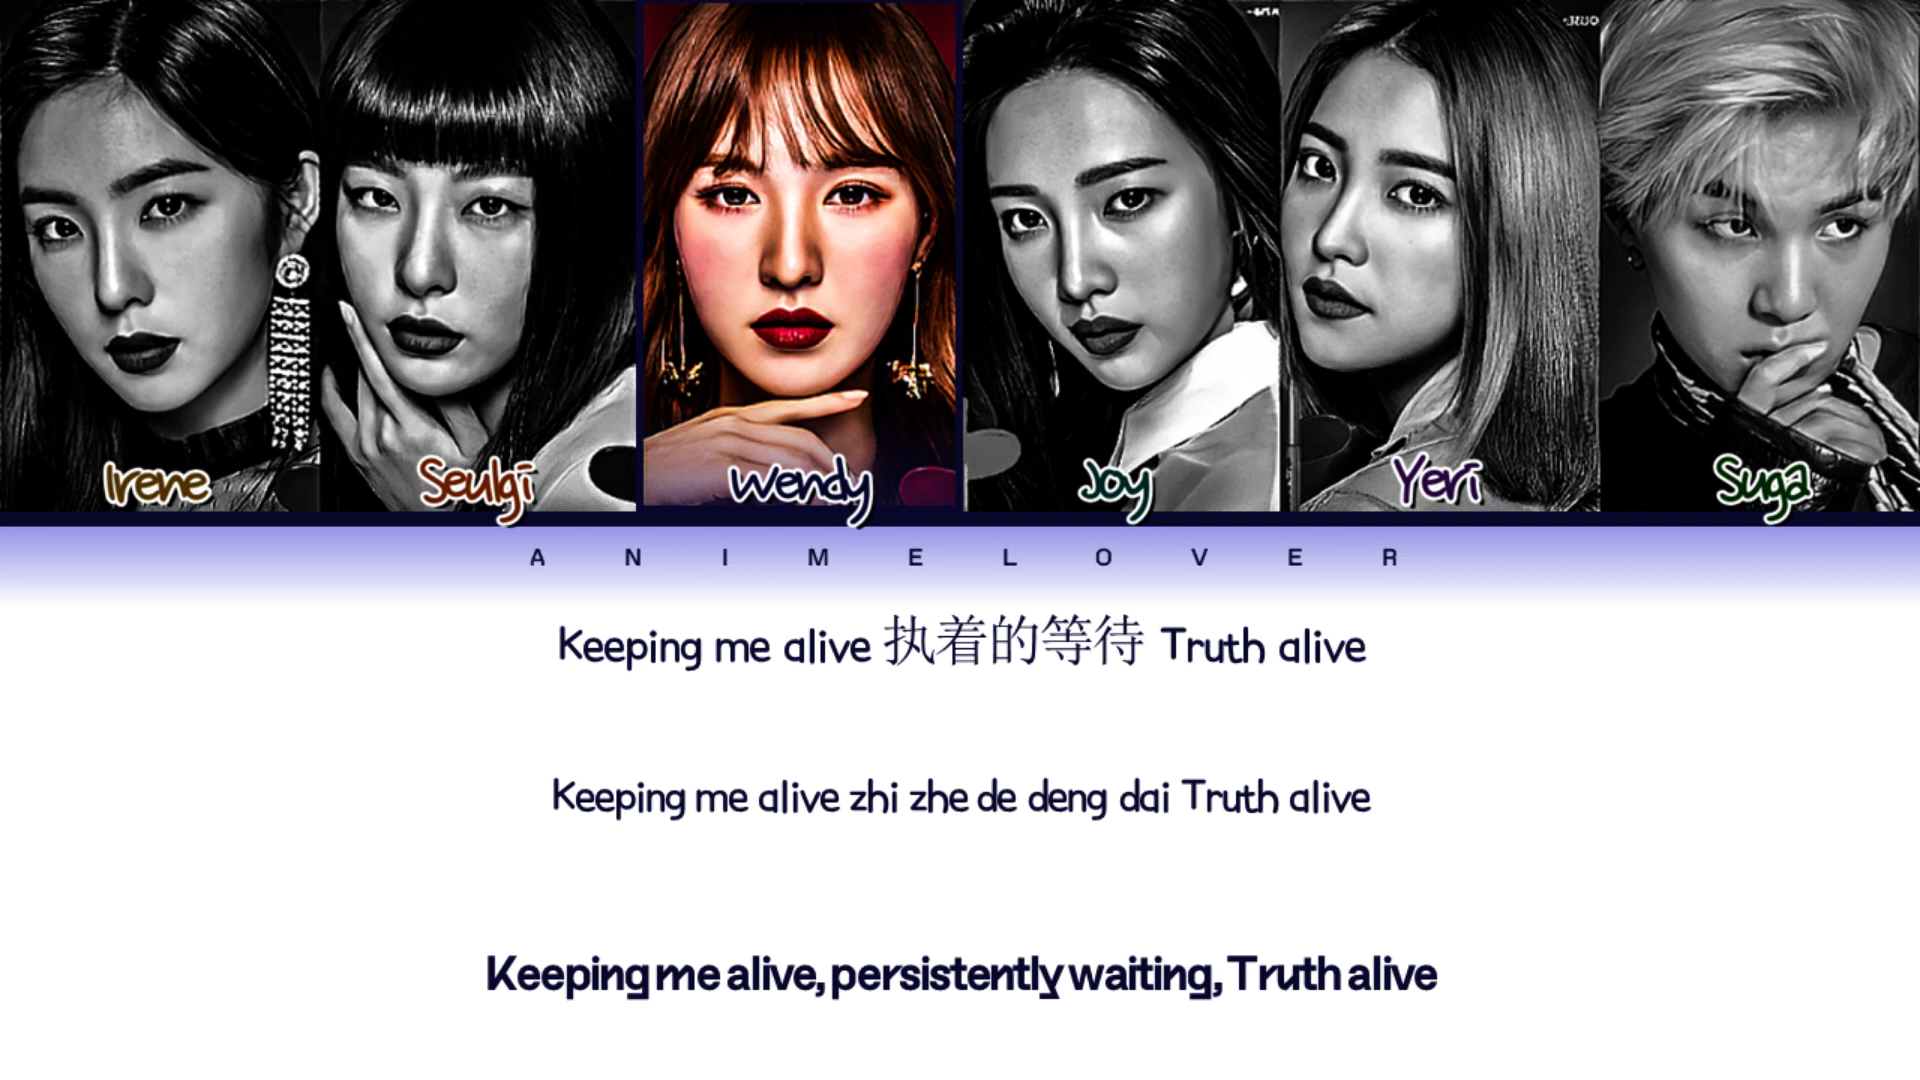 Irene Seulgi Wendy Joy Yeri Suga
ANIMELOVER
Keeping me alive 执着的等待 Truth alive
Keeping me alive zhi zhe de deng dai Truth alive
Keeping me alive, persistently waiting, Truth alive